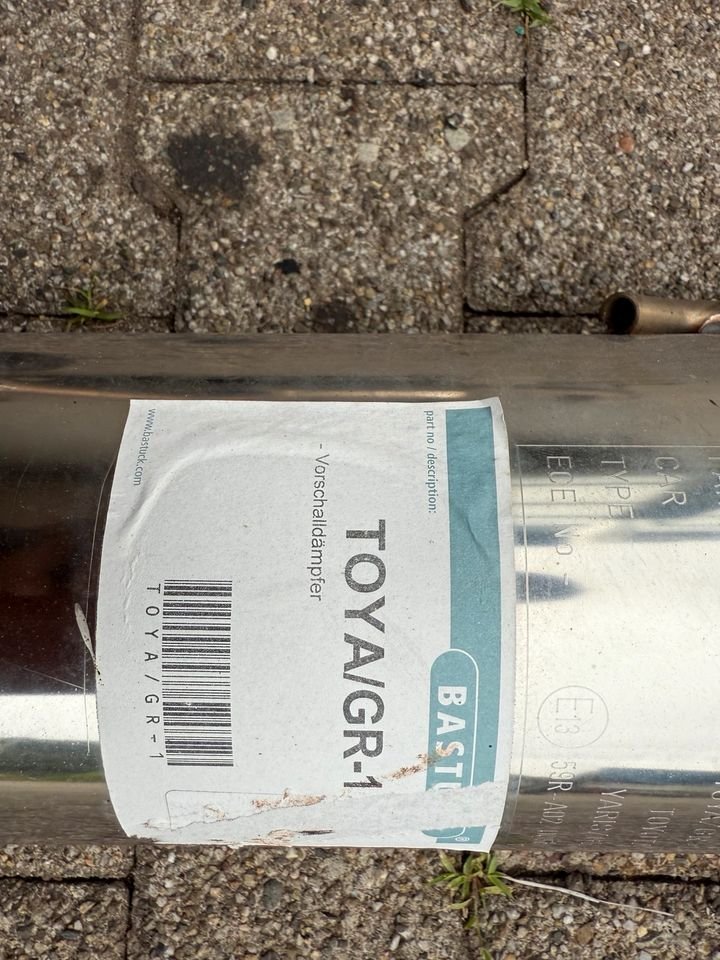 BASTU
®
part no / description:
TOYA/GR-1
- Vorschalldämpfer
TOYA/GR-1
www.bastuck.com
CAR
TYPE
ECE No.
E13 59R-